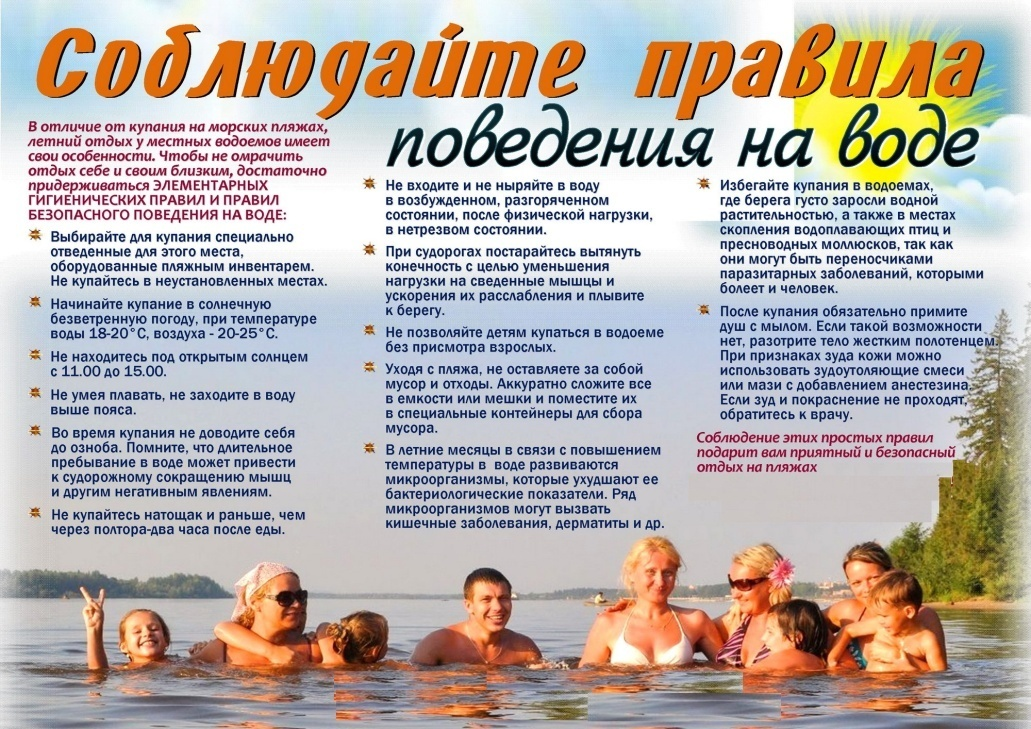 Соблюдайте правила
поведения на воде
В отличие от купания на морских пляжах,
летний отдых у местных водоемов имеет
свои особенности. Чтобы не омрачить
отдых себе и своим близким, достаточно
придерживаться ЭЛЕМЕНТАРНЫХ
ГИГИЕНИЧЕСКИХ ПРАВИЛ И ПРАВИЛ
БЕЗОПАСНОГО ПОВЕДЕНИЯ НА ВОДЕ:
Выбирайте для купания специально
отведенные для этого места,
оборудованные пляжным инвентарем.
Не купайтесь в неустановленных местах.
Начинайте купание в солнечную
безветренную погоду, при температуре
воды 18-20°С, воздуха - 20-25°С.
Не находитесь под открытым солнцем
с 11.00 до 15.00.
Не умея плавать, не заходите в воду
выше пояса.
Во время купания не доводите себя
до озноба. Помните, что длительное
пребывание в воде может привести
к судорожному сокращению мышц
и другим негативным явлениям.
Не купайтесь натощак и раньше, чем
через полтора-два часа после еды.
Не входите и не ныряйте в воду
в возбужденном, разгоряченном
состоянии, после физической нагрузки,
в нетрезвом состоянии.
При судорогах постарайтесь вытянуть
конечность с целью уменьшения
нагрузки на сведенные мышцы и
ускорения их расслабления и плывите
к берегу.
Не позволяйте детям купаться в водоеме
без присмотра взрослых.
Уходя с пляжа, не оставляете за собой
мусор и отходы. Аккуратно сложите все
в емкости или мешки и поместите их
в специальные контейнеры для сбора
мусора.
В летние месяцы в связи с повышением
температуры в воде развиваются
микроорганизмы, которые ухудшают ее
бактериологические показатели. Ряд
микроорганизмов могут вызвать
кишечные заболевания, дерматиты и др.
Избегайте купания в водоемах,
где берега густо заросли водной
растительностью, а также в местах
скопления водоплавающих птиц и
пресноводных моллюсков, так как
они могут быть переносчиками
паразитарных заболеваний, которыми
болеет и человек.
После купания обязательно примите
душ с мылом. Если такой возможности
нет, разотрите тело жестким полотенцем.
При признаках зуда кожи можно
использовать зудоутоляющие смеси
или мази с добавлением анестезина.
Если зуд и покраснение не проходят,
обратитесь к врачу.
Соблюдение этих простых правил
подарит вам приятный и безопасный
отдых на пляжах